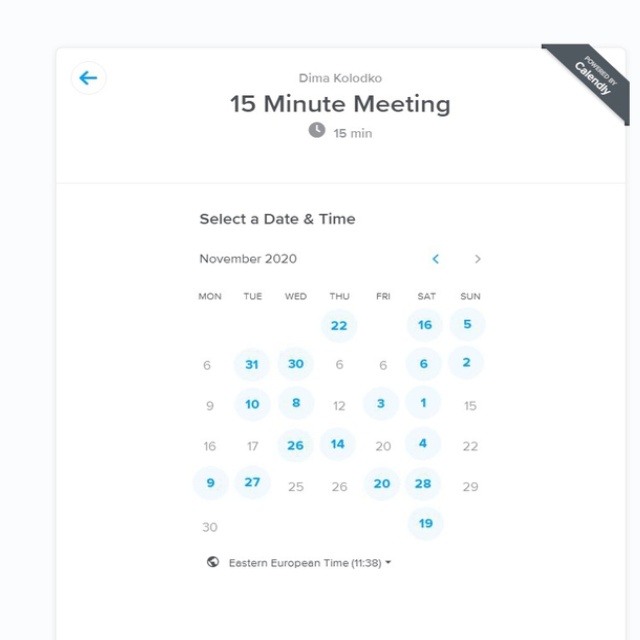 Dima Kolodko
POWERED BY
Calendly
15 Minute Meeting
15 min
Select a Date & Time
November 2020
MON TUE WED THU FRI SAT SUN
22 16 5
6 31 30 6 6 6 2
9 10 8 12 3 1 15
16 17 26 14 20 4 22
9 27 25 26 20 28 29
30 19
Eastern European Time (11:38)